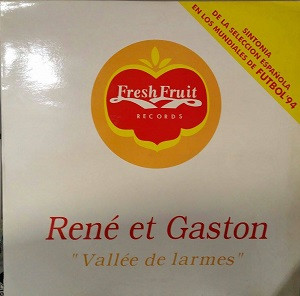 SINTONIA
DE LA SELECCION ESPAÑOLA
EN LOS MUNDIALES DE
FUTBOL'94
Fresh Fruit
RECORDS
René et Gaston
"Vallée de larmes"